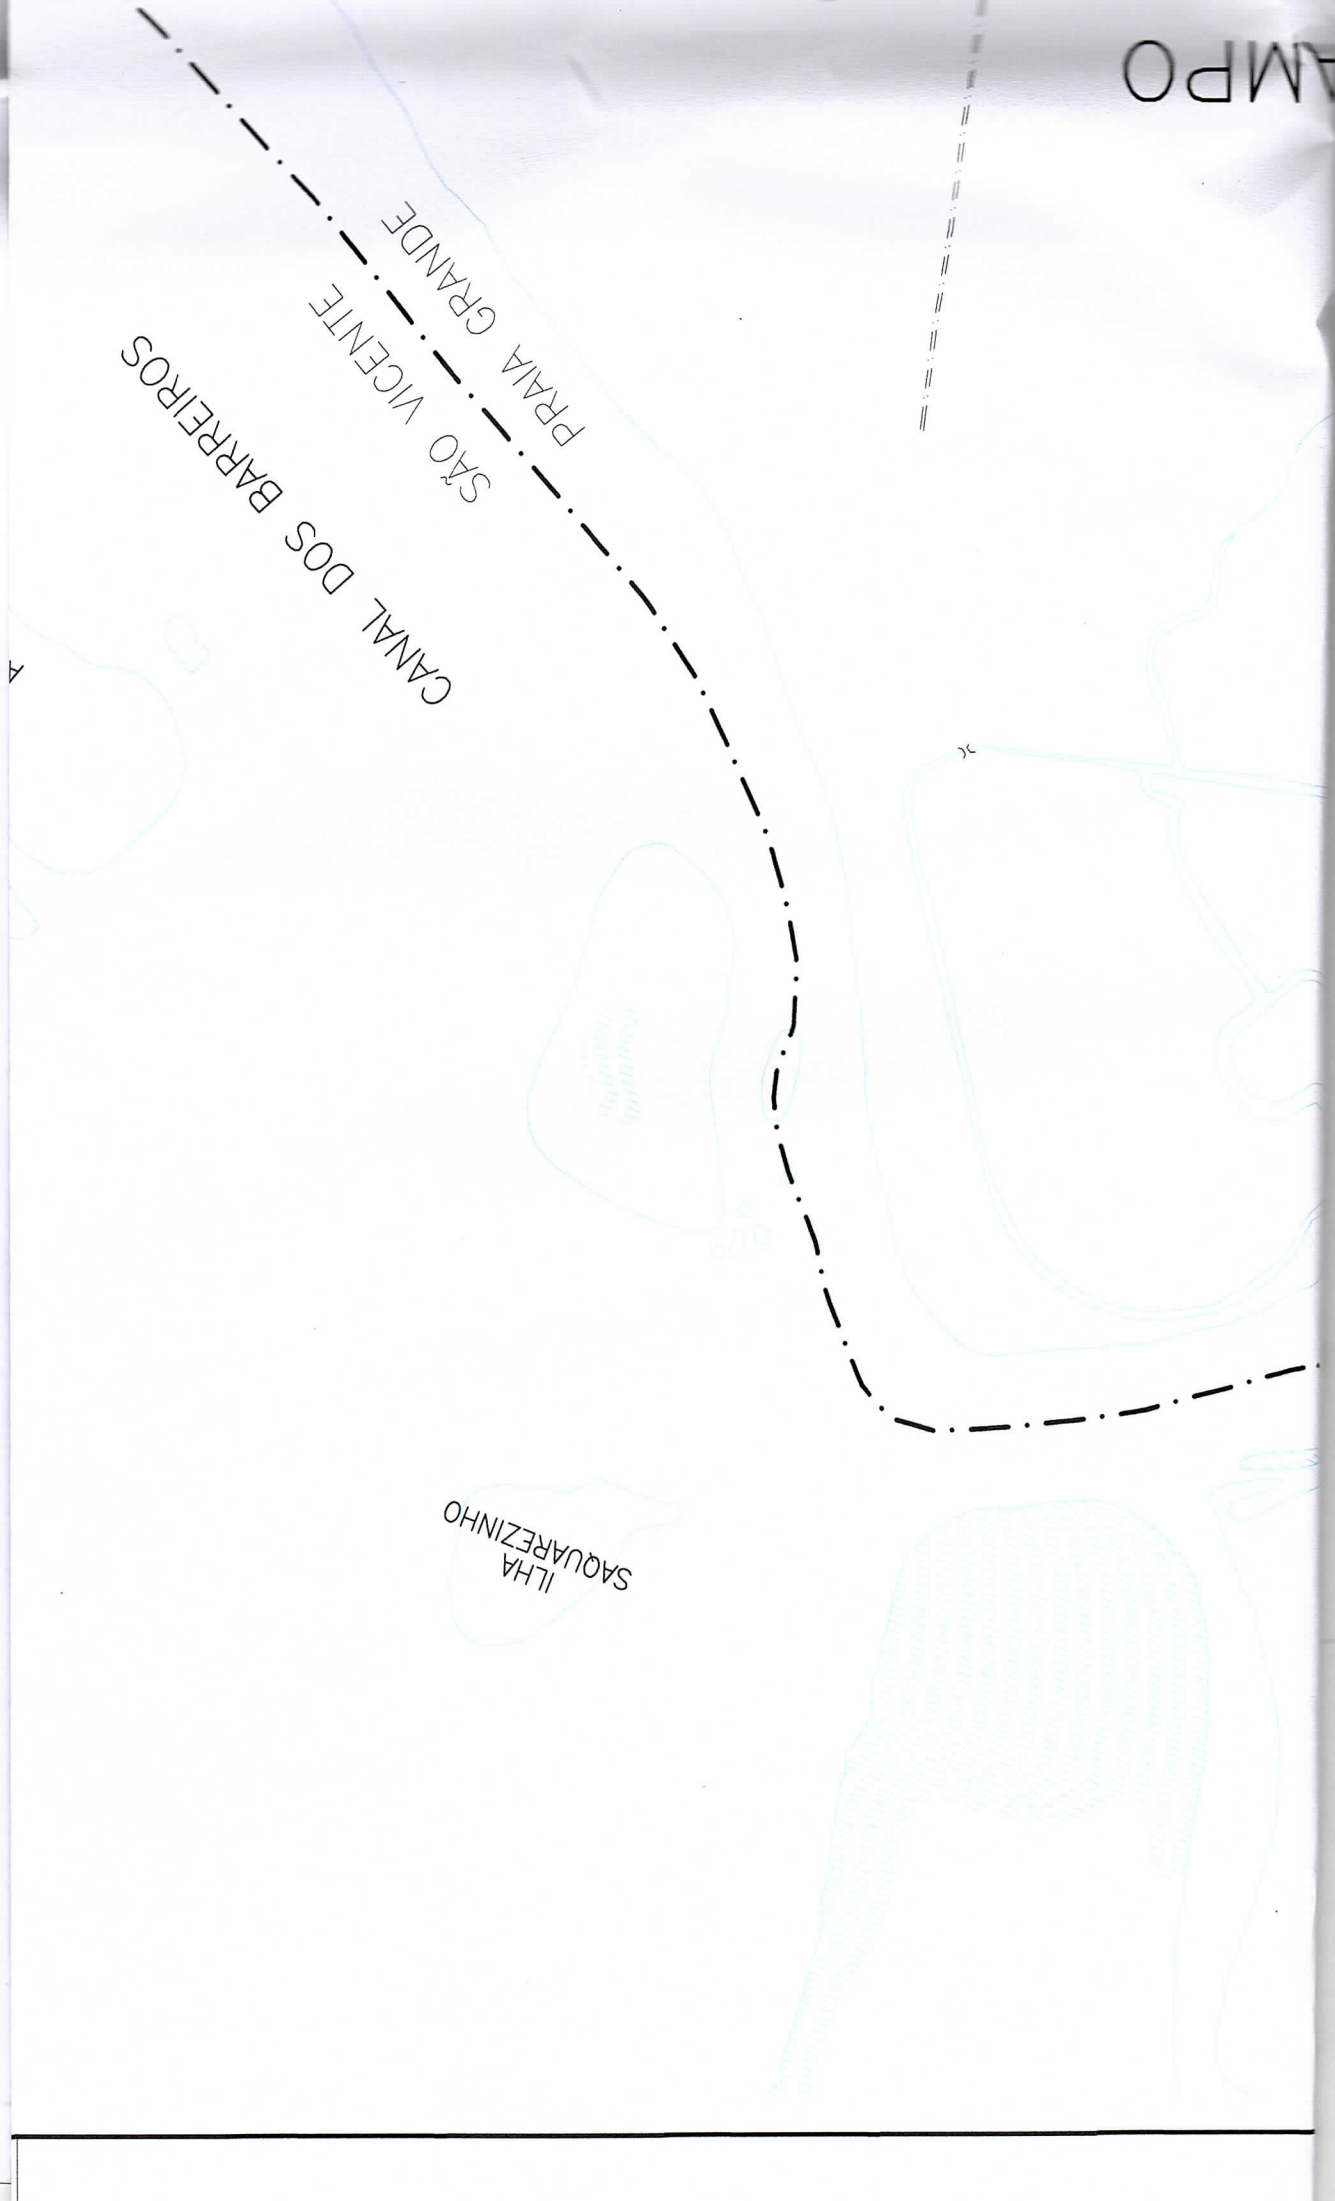 ILHA
SAQUAREZINHO
A
CANAL DOS BARREIROS
SÃO VICENTE
PRAIA GRANDE
AMPO